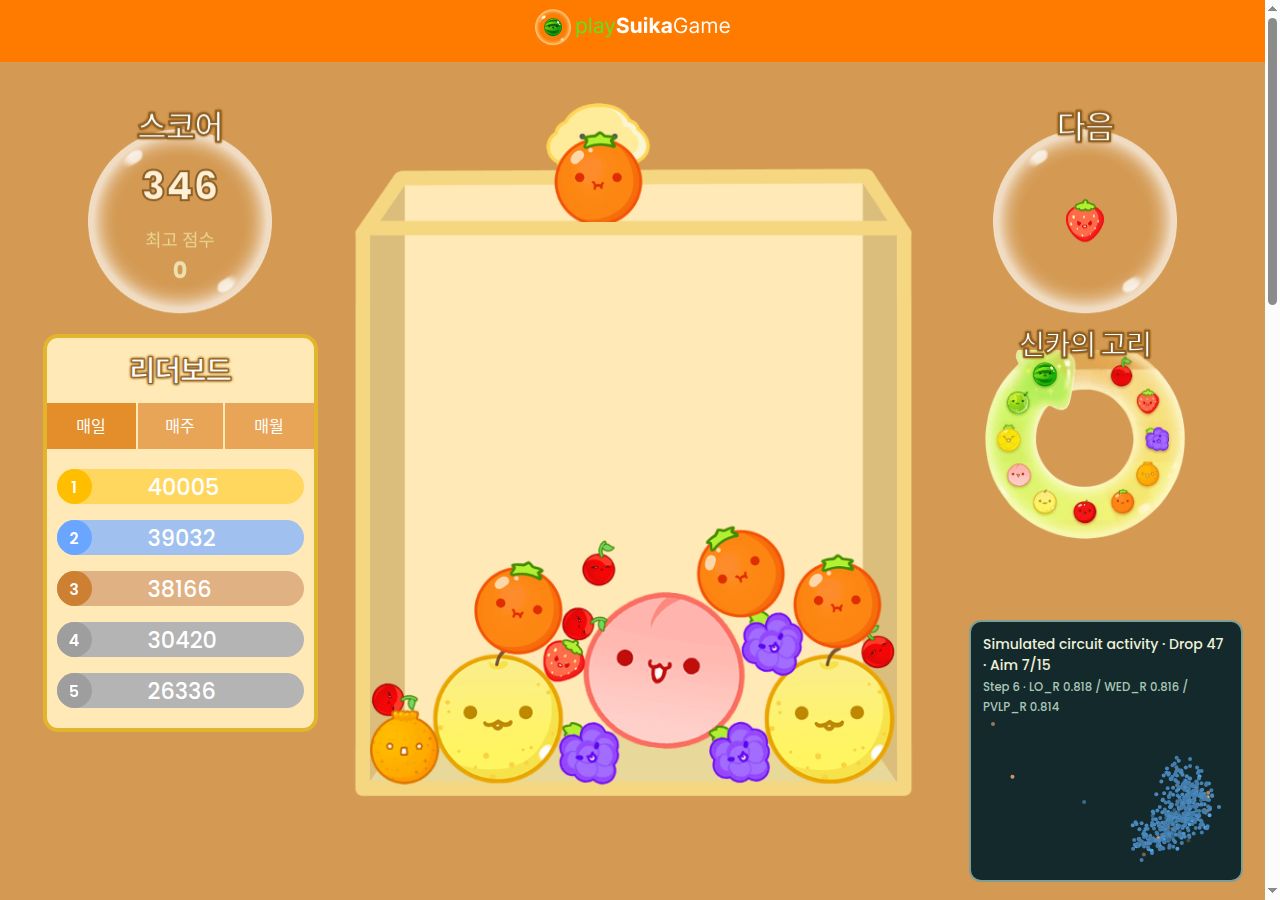 playSuikaGame
스코어
346
최고 점수
0
다음
리더보드
매일 매주 매월
1 40005
2 39032
3 38166
4 30420
5 26336
신카의 고리
Simulated circuit activity · Drop 47
· Aim 7/15
Step 6 · LO_R 0.818 / WED_R 0.816 /
PVLP_R 0.814